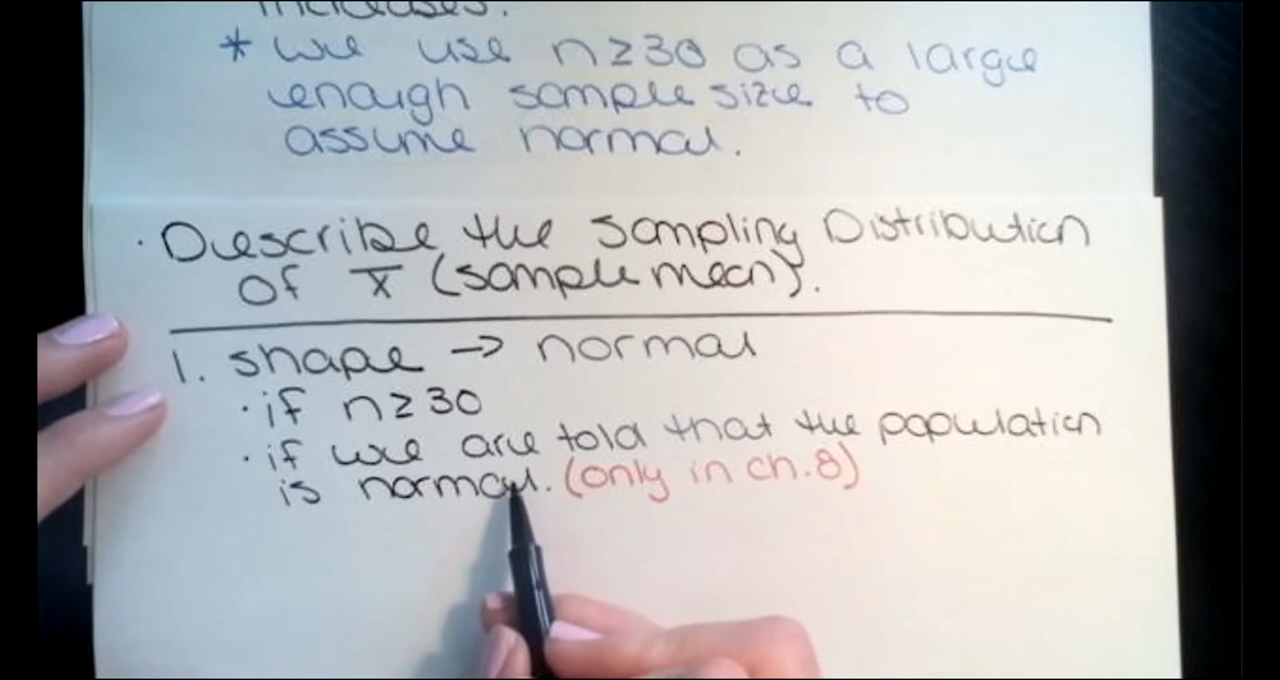 increases.
* we use n≥30 as a large
enough sample size to
assume normal.
· Describe the Sampling Distribution
of x̄ (sample mean).
1. shape → normal
· if n≥30
· if we are told that the population
is normal. (only in ch.8)